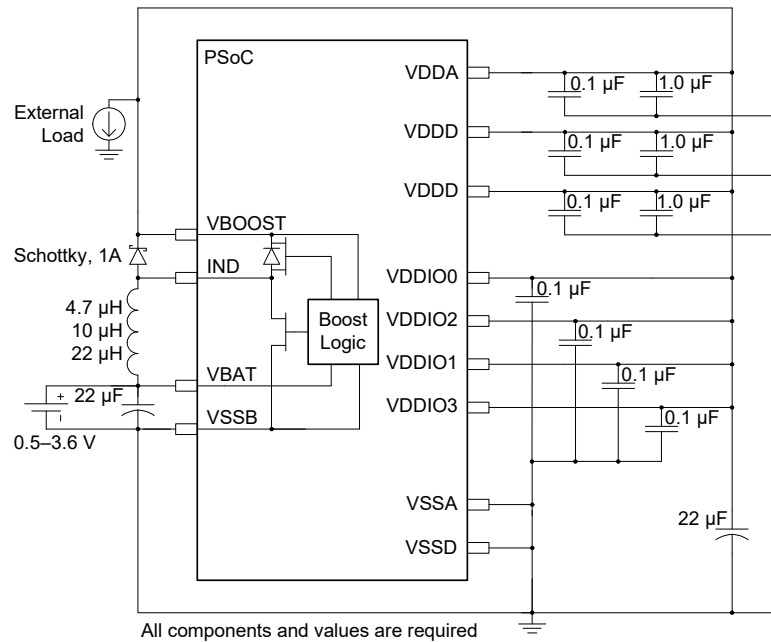 PSoC
VDDA
0.1 µF
1.0 µF
External
Load
VDDD
0.1 µF
1.0 µF
VDDD
0.1 µF
1.0 µF
VBOOST
Schottky, 1A
IND
VDDIO0
0.1 µF
4.7 µH
10 µH
22 µH
Boost
Logic
VDDIO2
0.1 µF
VDDIO1
0.1 µF
VBAT
22 µF
VDDIO3
0.1 µF
+
VSSB
0.5–3.6 V
VSSA
22 µF
VSSD
All components and values are required